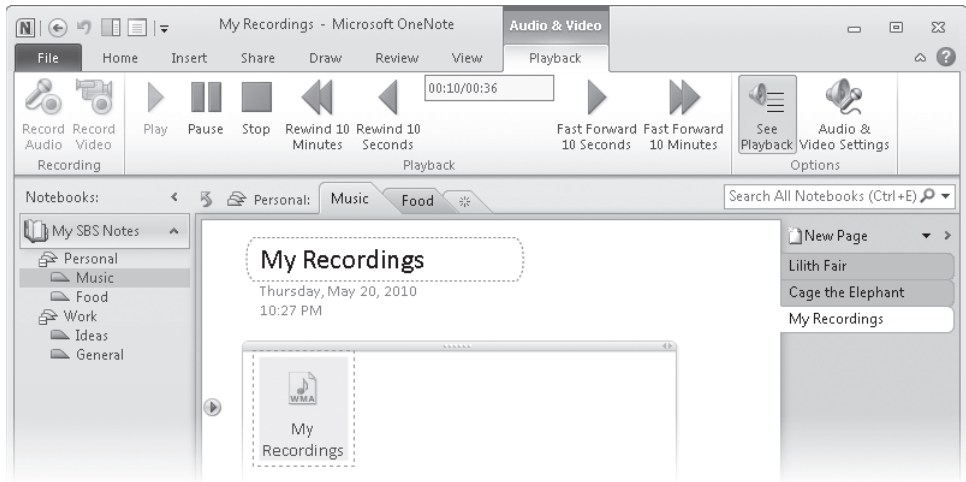 My Recordings - Microsoft OneNote
Audio & Video
File Home Insert Share Draw Review View Playback
00:10/00:36
Record Audio
Record Video
Play
Pause
Stop
Rewind 10 Minutes
Rewind 10 Seconds
Fast Forward 10 Seconds
Fast Forward 10 Minutes
See Playback
Audio & Video Settings
Recording
Playback
Options
Notebooks:
Personal:
Music
Food
Search All Notebooks (Ctrl+E)
My SBS Notes
Personal
Music
Food
Work
Ideas
General
My Recordings
Thursday, May 20, 2010
10:27 PM
WMA
My
Recordings
New Page
Lilith Fair
Cage the Elephant
My Recordings